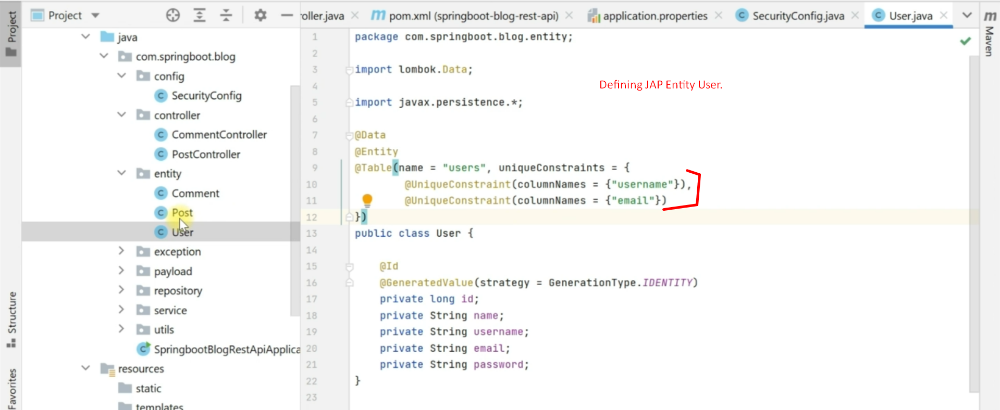 Project
roller.java
pom.xml (springboot-blog-rest-api)
application.properties
SecurityConfig.java
User.java
Project
Structure
Favorites
Maven
java
com.springboot.blog
config
SecurityConfig
controller
CommentController
PostController
entity
Comment
Post
User
exception
payload
repository
service
utils
SpringbootBlogRestApiApplica
resources
static
templates
1 package com.springboot.blog.entity;
2
3 import lombok.Data;
4
Defining JAP Entity User.
5 import javax.persistence.*;
6
7 @Data
8 @Entity
9 @Table(name = "users", uniqueConstraints = {
10 @UniqueConstraint(columnNames = {"username"}),
11 @UniqueConstraint(columnNames = {"email"})
12 })
13 public class User {
14
15 @Id
16 @GeneratedValue(strategy = GenerationType.IDENTITY)
17 private long id;
18 private String name;
19 private String username;
20 private String email;
21 private String password;
22 }
23